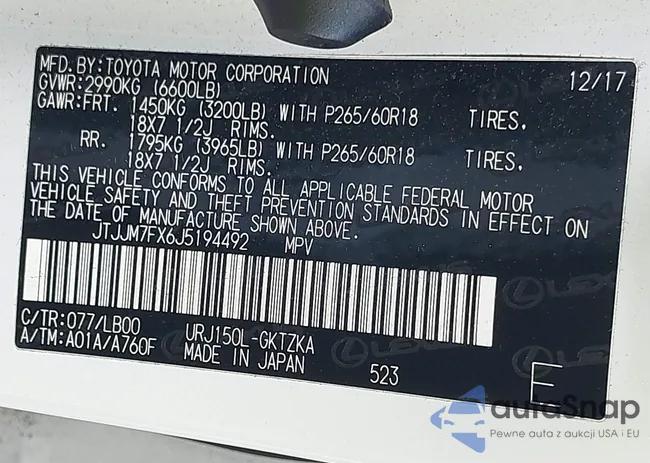 MFD.BY:TOYOTA MOTOR CORPORATION 12/17
GVWR:2990KG (6600LB)
GAWR:FRT. 1450KG (3200LB) WITH P265/60R18 TIRES,
18X7 1/2J RIMS.
RR. 1795KG (3965LB) WITH P265/60R18 TIRES,
18X7 1/2J RIMS.
THIS VEHICLE CONFORMS TO ALL APPLICABLE FEDERAL MOTOR
VEHICLE SAFETY AND THEFT PREVENTION STANDARDS IN EFFECT ON
THE DATE OF MANUFACTURE SHOWN ABOVE.
JTJJM7FX6J5194492 MPV
C/TR:077/LB00 URJ150L-GKTZKA
A/TM:A01A/A760F MADE IN JAPAN 523 E
LEXUS
autoSnap
Pewne auta z aukcji USA i EU